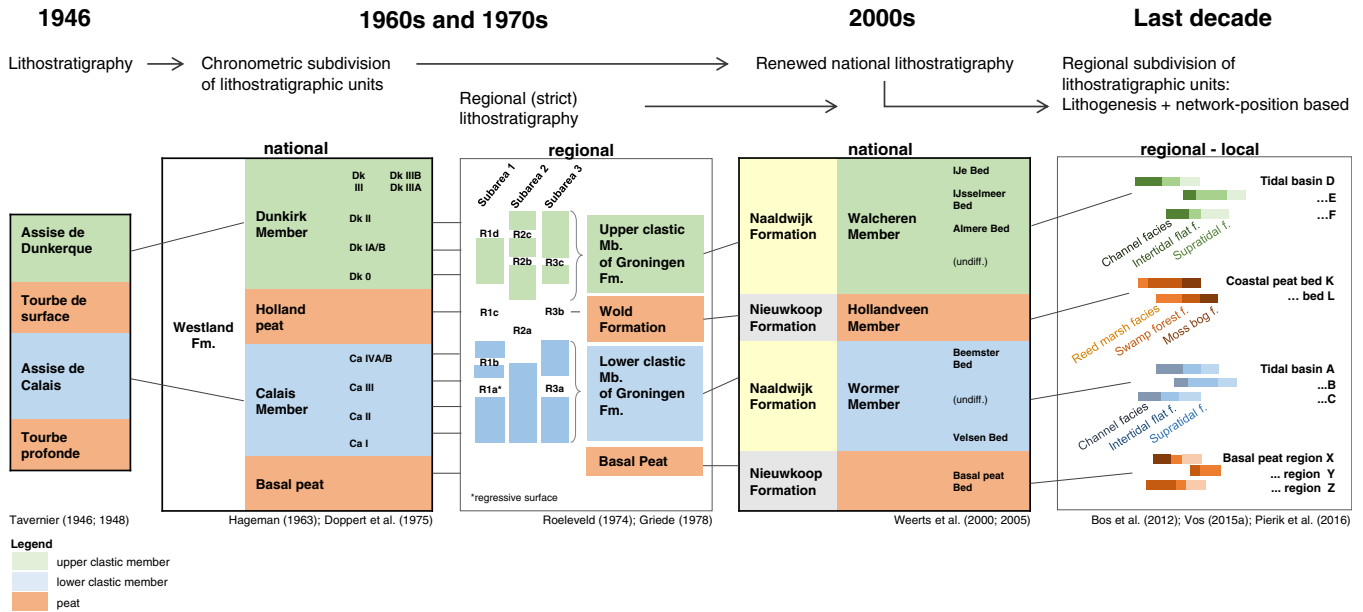 1946
1960s and 1970s
2000s
Last decade
Lithostratigraphy
Chronometric subdivision
of lithostratigraphic units
Regional (strict)
lithostratigraphy
Renewed national lithostratigraphy
Regional subdivision of
lithostratigraphic units:
Lithogenesis + network-position based
national
regional
national
regional - local
Assise de
Dunkerque
Tourbe de
surface
Assise de
Calais
Tourbe
profonde
Tavernier (1946; 1948)
Westland
Fm.
Dunkirk
Member
Dk
III
Dk IIIB
Dk IIIA
Dk II
Dk IA/B
Dk 0
Holland
peat
Calais
Member
Ca IVA/B
Ca III
Ca II
Ca I
Basal peat
Hageman (1963); Doppert et al. (1975)
Subarea 1
Subarea 2
Subarea 3
R1d
R2c
R2b
R3c
R1c
R3b
R2a
R1b
R1a*
R3a
*regressive surface
Upper clastic
Mb.
of Groningen
Fm.
Wold
Formation
Lower clastic
Mb.
of Groningen
Fm.
Basal Peat
Roeleveld (1974); Griede (1978)
Naaldwijk
Formation
Walcheren
Member
IJe Bed
IJsselmeer
Bed
Almere Bed
(undiff.)
Nieuwkoop
Formation
Hollandveen
Member
Naaldwijk
Formation
Wormer
Member
Beemster
Bed
(undiff.)
Velsen Bed
Nieuwkoop
Formation
Basal peat
Bed
Weerts et al. (2000; 2005)
Tidal basin D
...E
...F
Channel facies
Intertidal flat f.
Supratidal f.
Coastal peat bed K
... bed L
Reed marsh facies
Swamp forest f.
Moss bog f.
Tidal basin A
...B
...C
Channel facies
Intertidal flat f.
Supratidal f.
Basal peat region X
... region Y
... region Z
Bos et al. (2012); Vos (2015a); Pierik et al. (2016)
Legend
upper clastic member
lower clastic member
peat